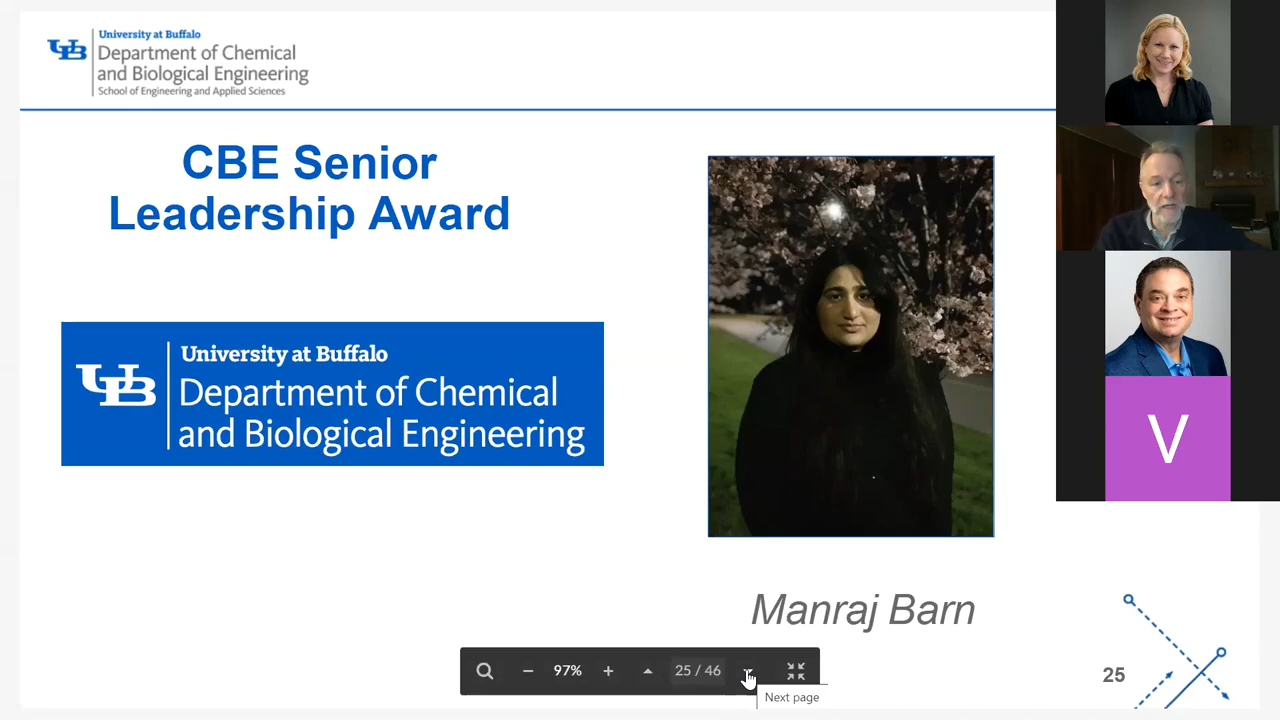 University at Buffalo
Department of Chemical
and Biological Engineering
School of Engineering and Applied Sciences
CBE Senior
Leadership Award
University at Buffalo
Department of Chemical
and Biological Engineering
Manraj Barn
25
97%
25 / 46
Next page
V